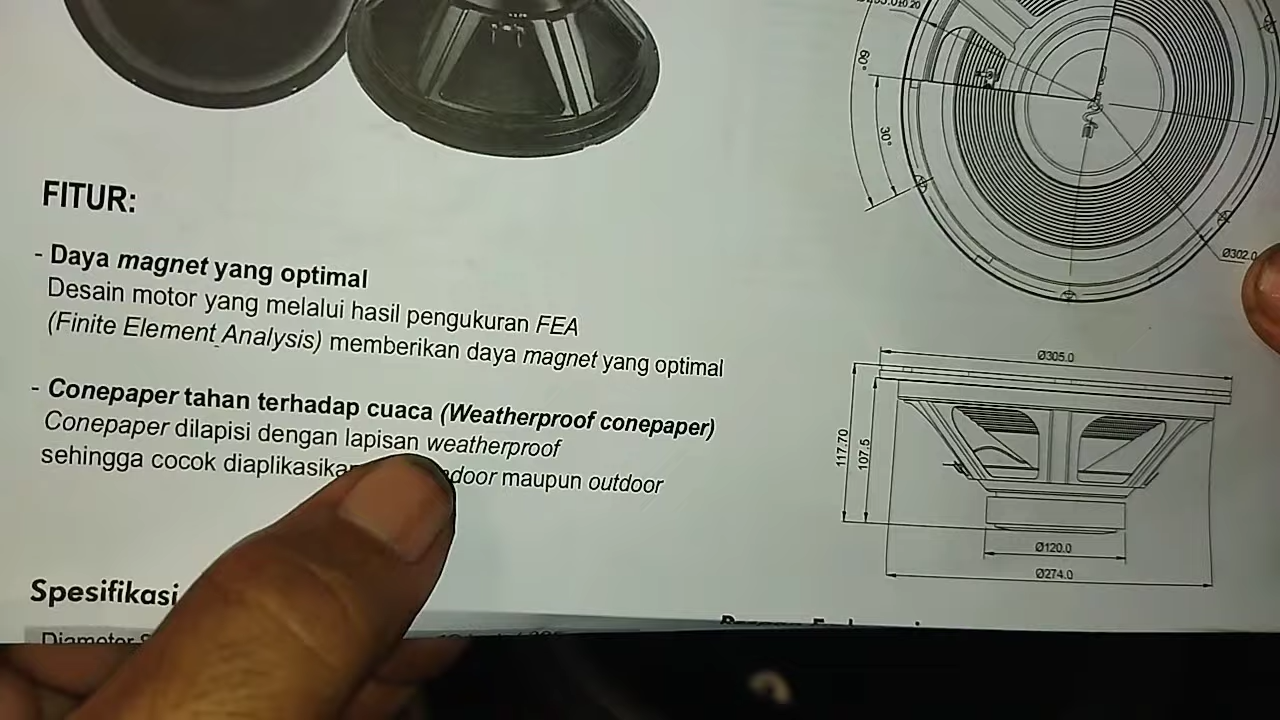 FITUR:
- Daya magnet yang optimal
Desain motor yang melalui hasil pengukuran FEA
(Finite Element Analysis) memberikan daya magnet yang optimal
- Conepaper tahan terhadap cuaca (Weatherproof conepaper)
Conepaper dilapisi dengan lapisan weatherproof
sehingga cocok maupun outdoor
Spesifikasi
60°
30°
Ø302.0
Ø305.0
117.70
107.5
Ø120.0
Ø274.0